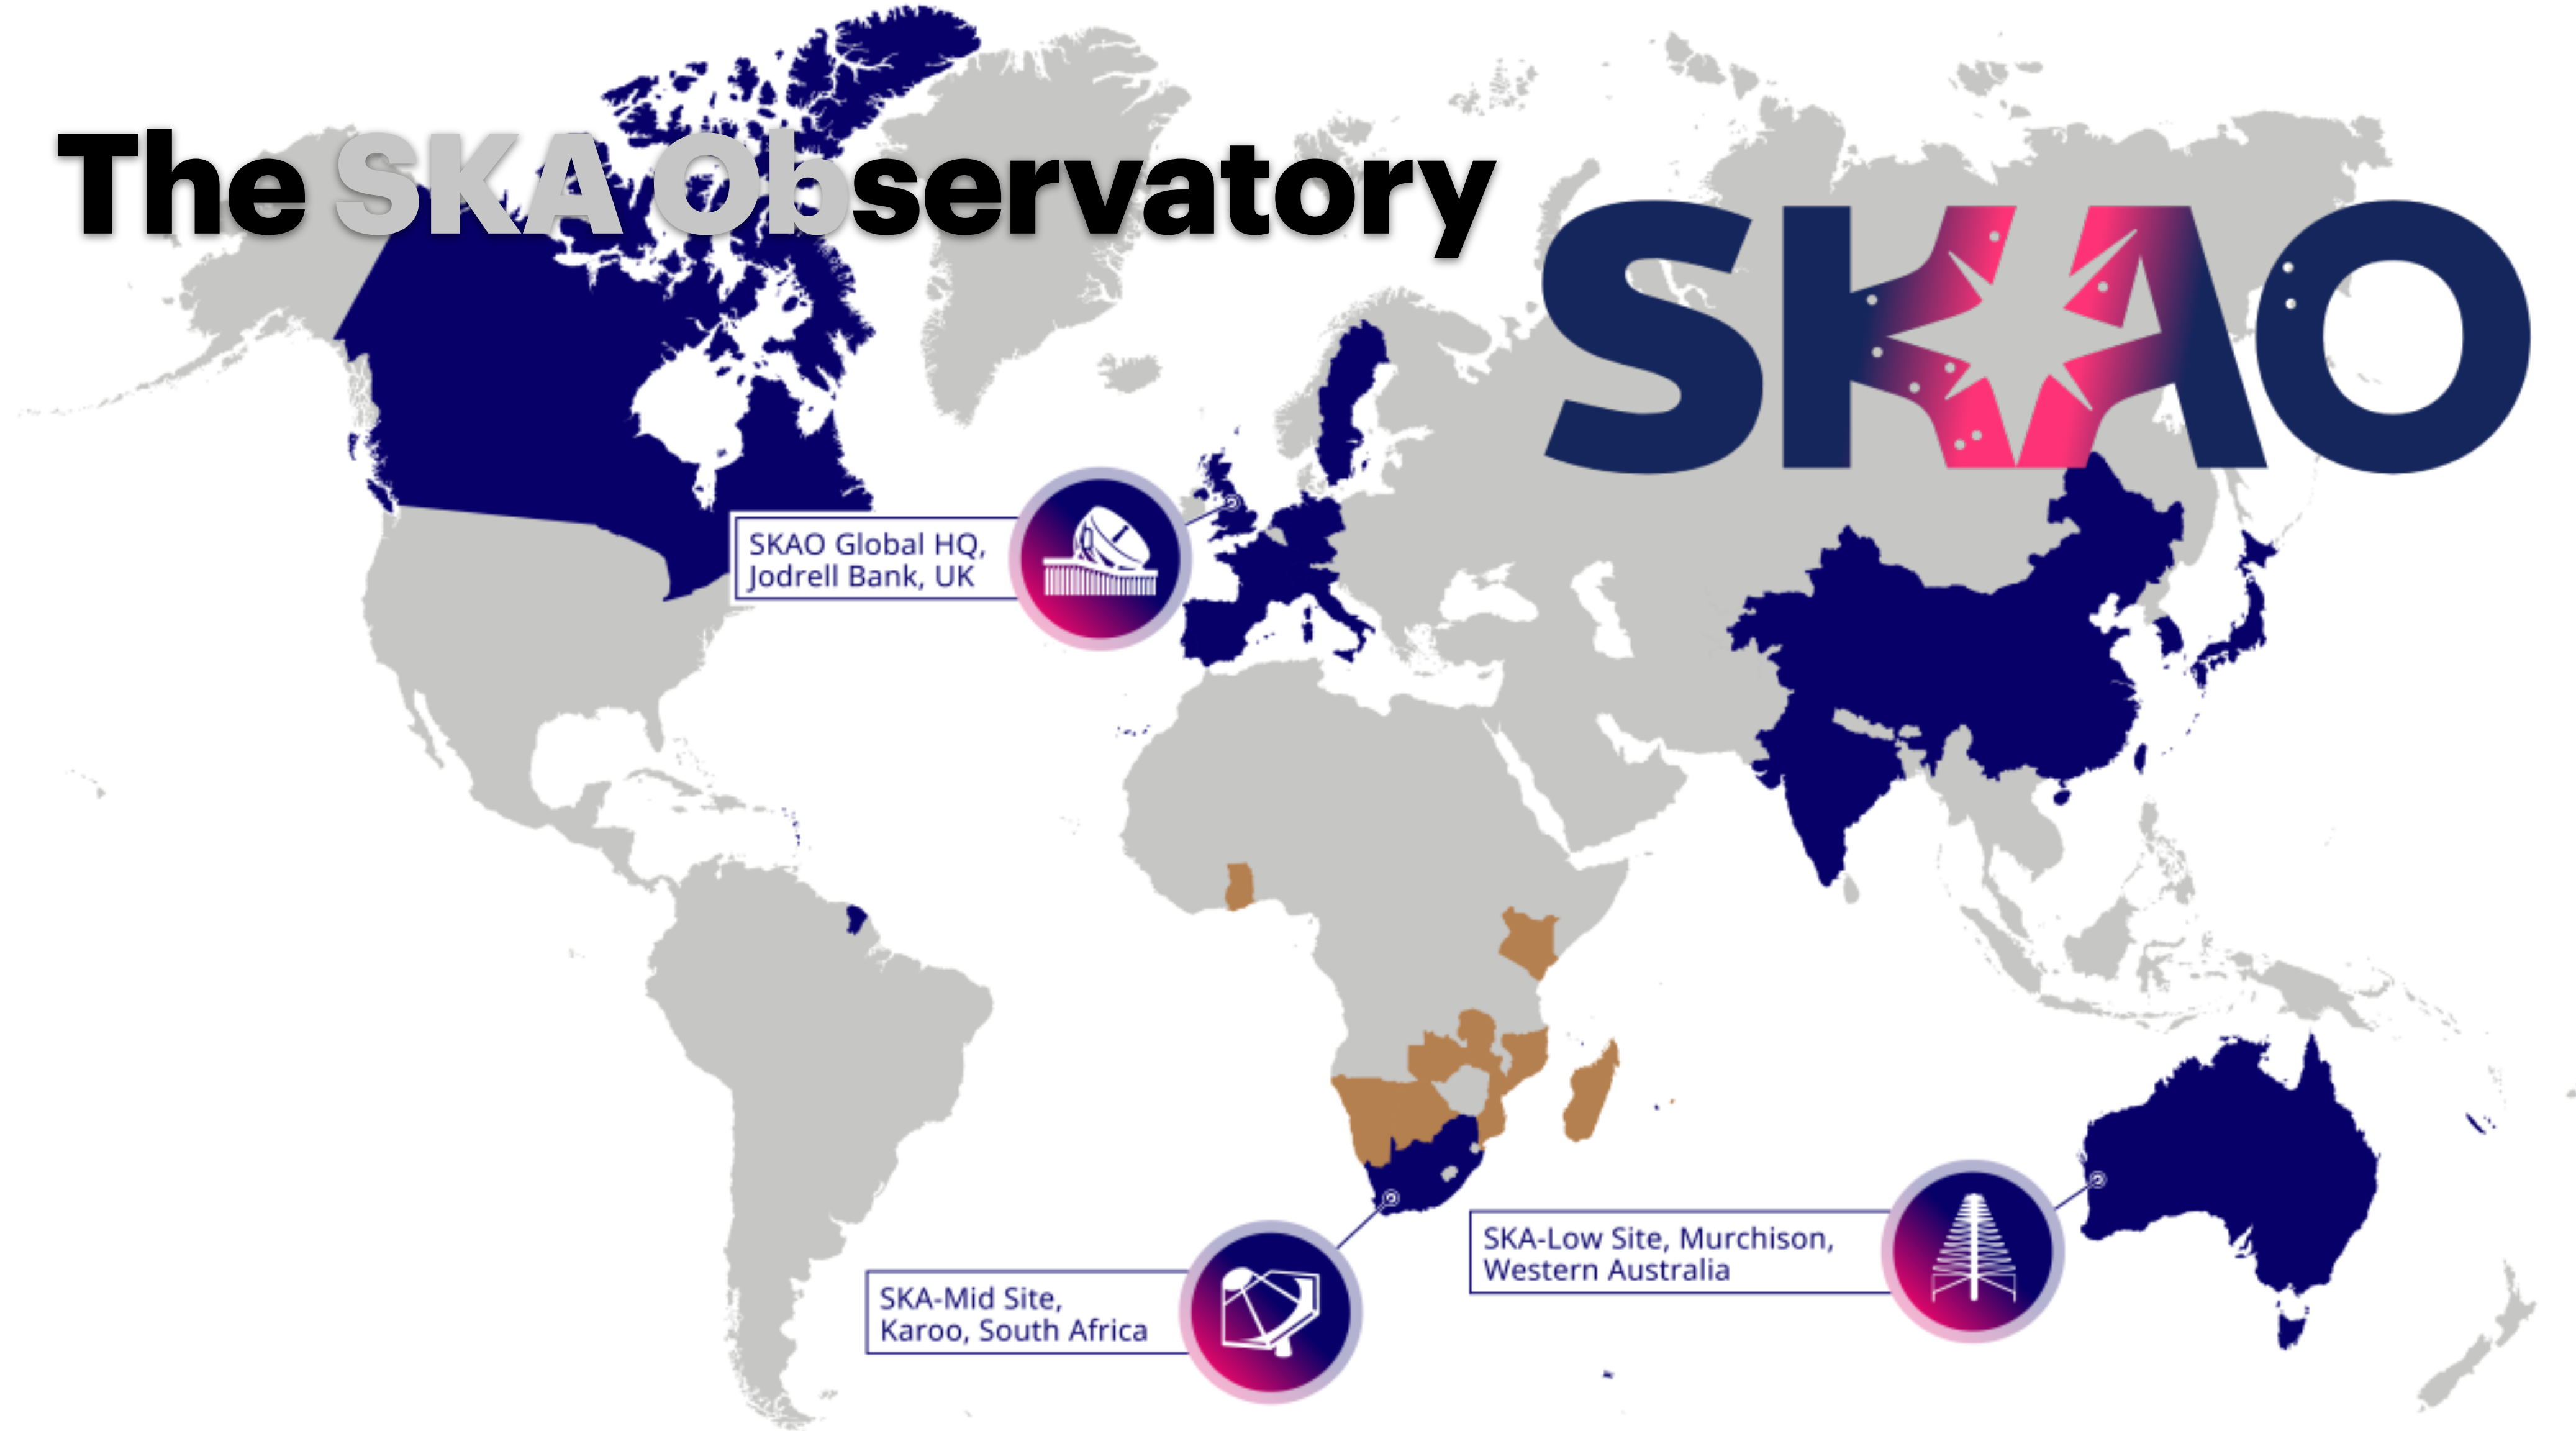 The SKA Observatory
SKAO
SKAO Global HQ,
Jodrell Bank, UK
SKA-Low Site, Murchison,
Western Australia
SKA-Mid Site,
Karoo, South Africa